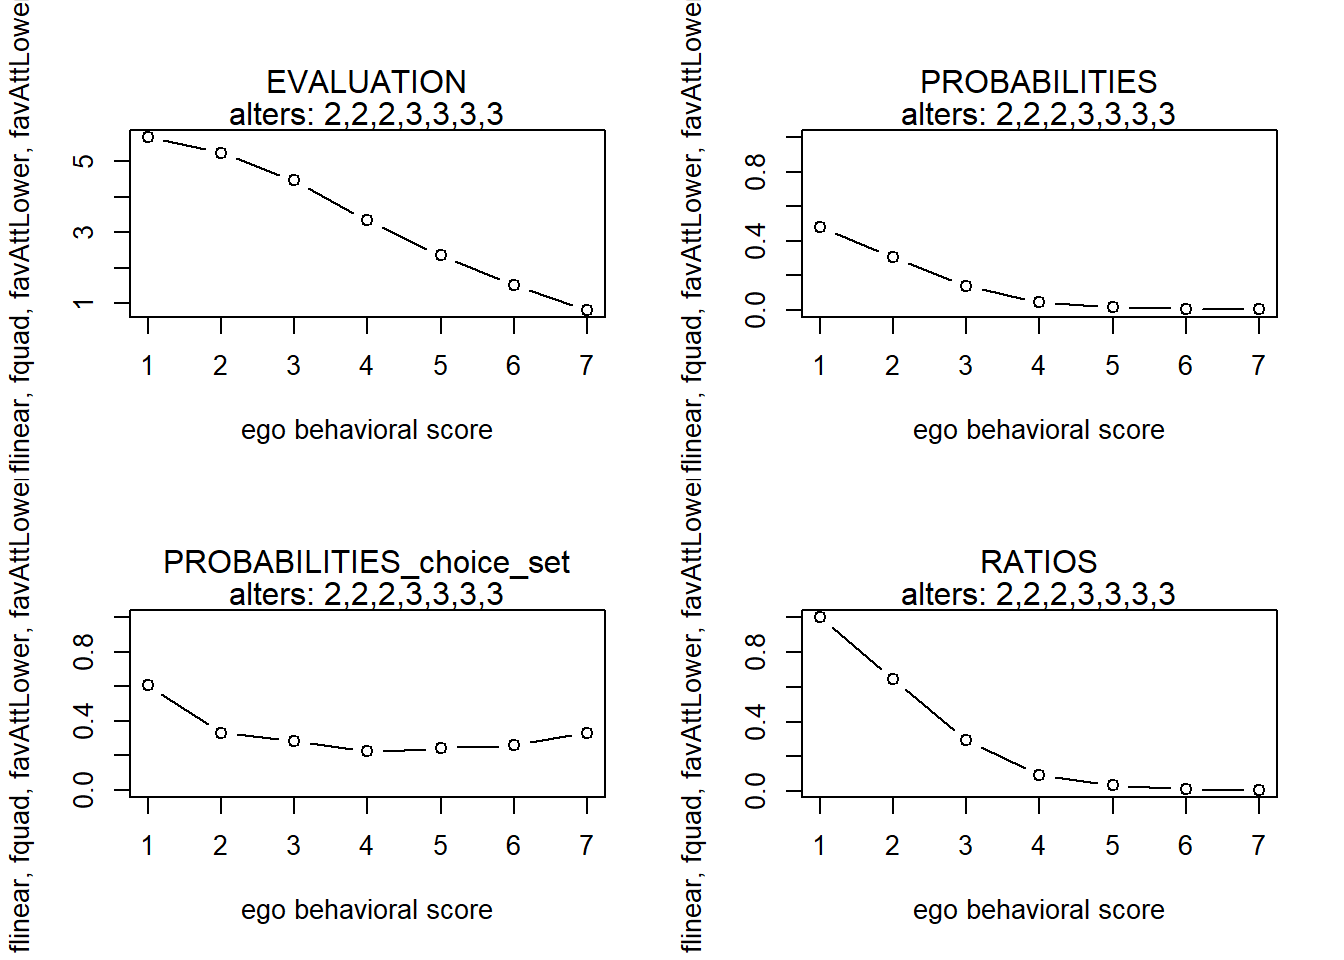 EVALUATION
alters: 2,2,2,3,3,3,3
flinear, fquad, favAttLower, favAttLowe
5
3
1
1 2 3 4 5 6 7
ego behavioral score
PROBABILITIES
alters: 2,2,2,3,3,3,3
flinear, fquad, favAttLower, favAttLowe
0.8
0.4
0.0
1 2 3 4 5 6 7
ego behavioral score
PROBABILITIES_choice_set
alters: 2,2,2,3,3,3,3
flinear, fquad, favAttLower, favAttLowe
0.8
0.4
0.0
1 2 3 4 5 6 7
ego behavioral score
RATIOS
alters: 2,2,2,3,3,3,3
flinear, fquad, favAttLower, favAttLowe
0.8
0.4
0.0
1 2 3 4 5 6 7
ego behavioral score